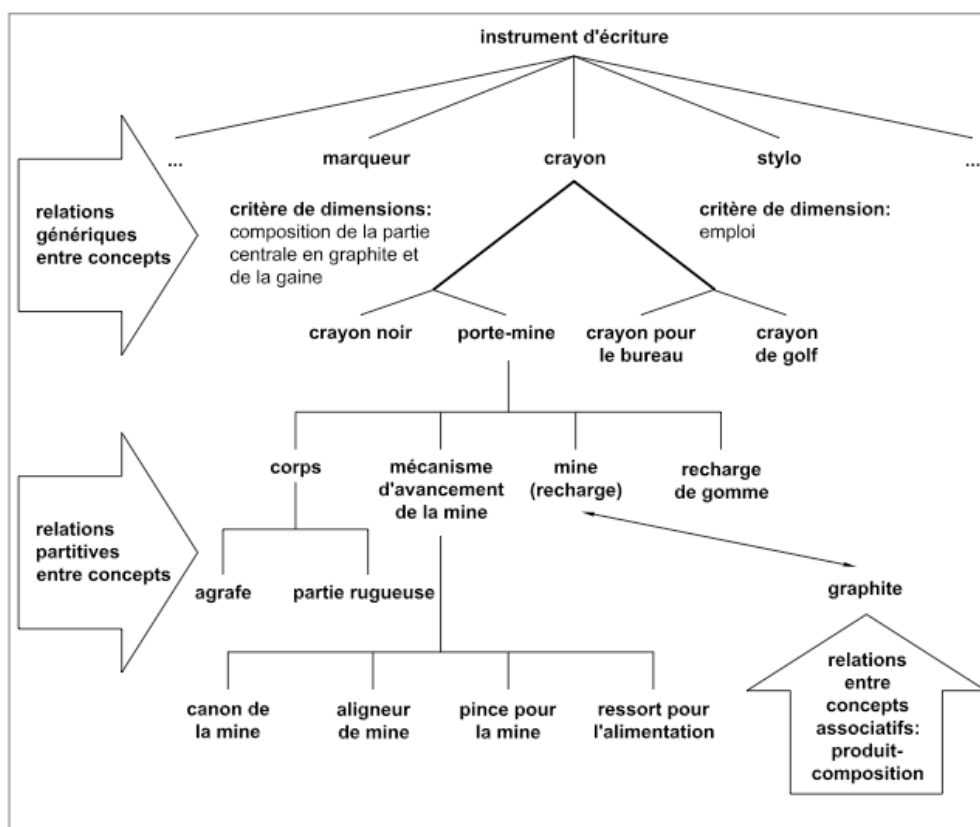 instrument d'écriture
...
marqueur
crayon
stylo
...
relations
génériques
entre concepts
critère de dimensions:
composition de la partie
centrale en graphite et
de la gaine
critère de dimension:
emploi
crayon noir
porte-mine
crayon pour
le bureau
crayon
de golf
relations
partitives
entre concepts
corps
mécanisme
d'avancement
de la mine
mine
(recharge)
recharge
de gomme
agrafe
partie rugueuse
graphite
canon de
la mine
aligneur
de mine
pince pour
la mine
ressort pour
l'alimentation
relations
entre
concepts
associatifs:
produit-
composition